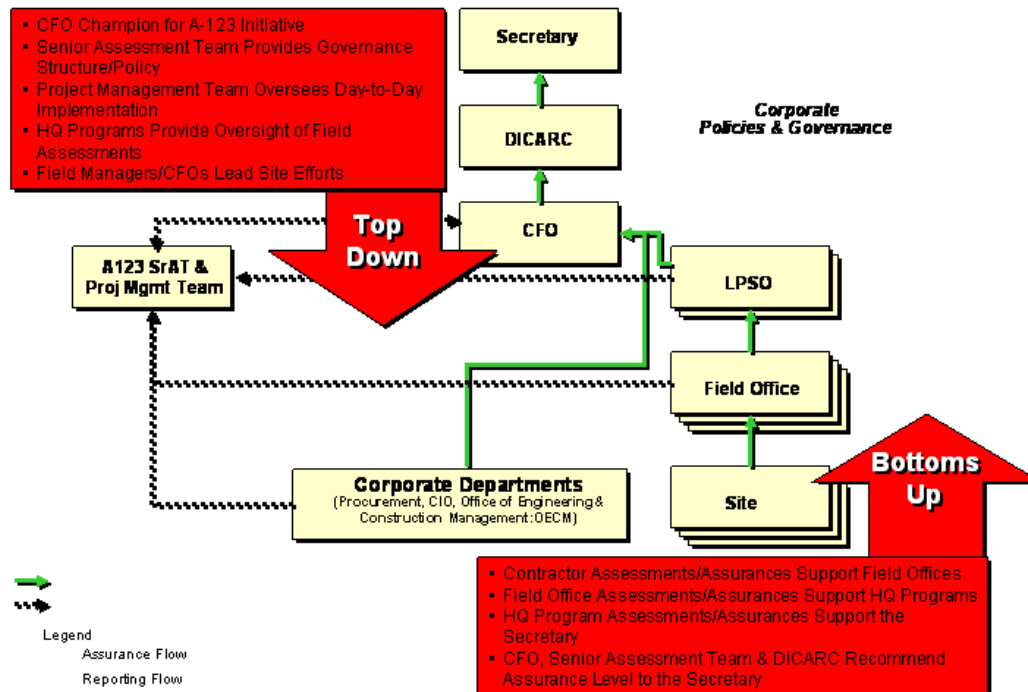 • CFO Champion for A-123 Initiative
• Senior Assessment Team Provides Governance
Structure/Policy
• Project Management Team Oversees Day-to-Day
Implementation
• HQ Programs Provide Oversight of Field
Assessments
• Field Managers/CFOs Lead Site Efforts
Secretary
Corporate
Policies & Governance
DICARC
Top
Down
CFO
A123 SrAT &
Proj Mgmt Team
LPSO
Field Office
Bottoms
Up
Corporate Departments
(Procurement, CIO, Office of Engineering &
Construction Management:OECM)
Site
• Contractor Assessments/Assurances Support Field Offices
• Field Office Assessments/Assurances Support HQ Programs
• HQ Program Assessments/Assurances Support the
Secretary
• CFO, Senior Assessment Team & DICARC Recommend
Assurance Level to the Secretary
Legend
Assurance Flow
Reporting Flow